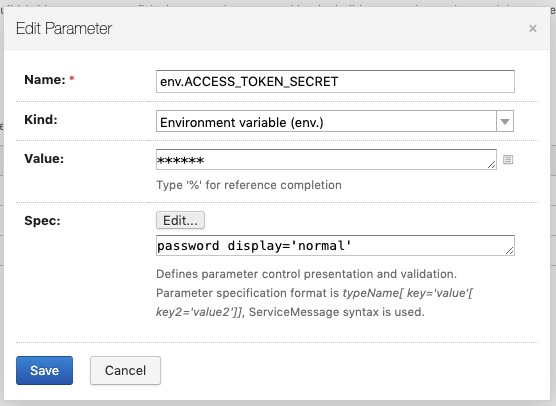 Edit Parameter ×
Name: * env.ACCESS_TOKEN_SECRET
Kind: Environment variable (env.)
Value: ******
Type '%' for reference completion
Spec: Edit...
password display='normal'
Defines parameter control presentation and validation.
Parameter specification format is typeName[ key='value'[
key2='value2']], ServiceMessage syntax is used.
Save Cancel